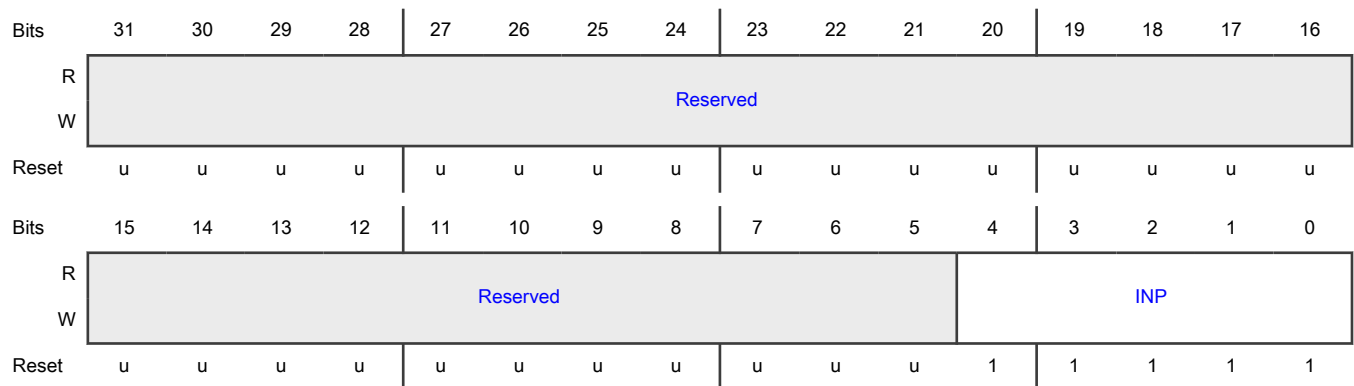 Bits 31 30 29 28 27 26 25 24 23 22 21 20 19 18 17 16
R
Reserved
W
Reset u u u u u u u u u u u u u u u u
Bits 15 14 13 12 11 10 9 8 7 6 5 4 3 2 1 0
R
Reserved INP
W
Reset u u u u u u u u u u u 1 1 1 1 1